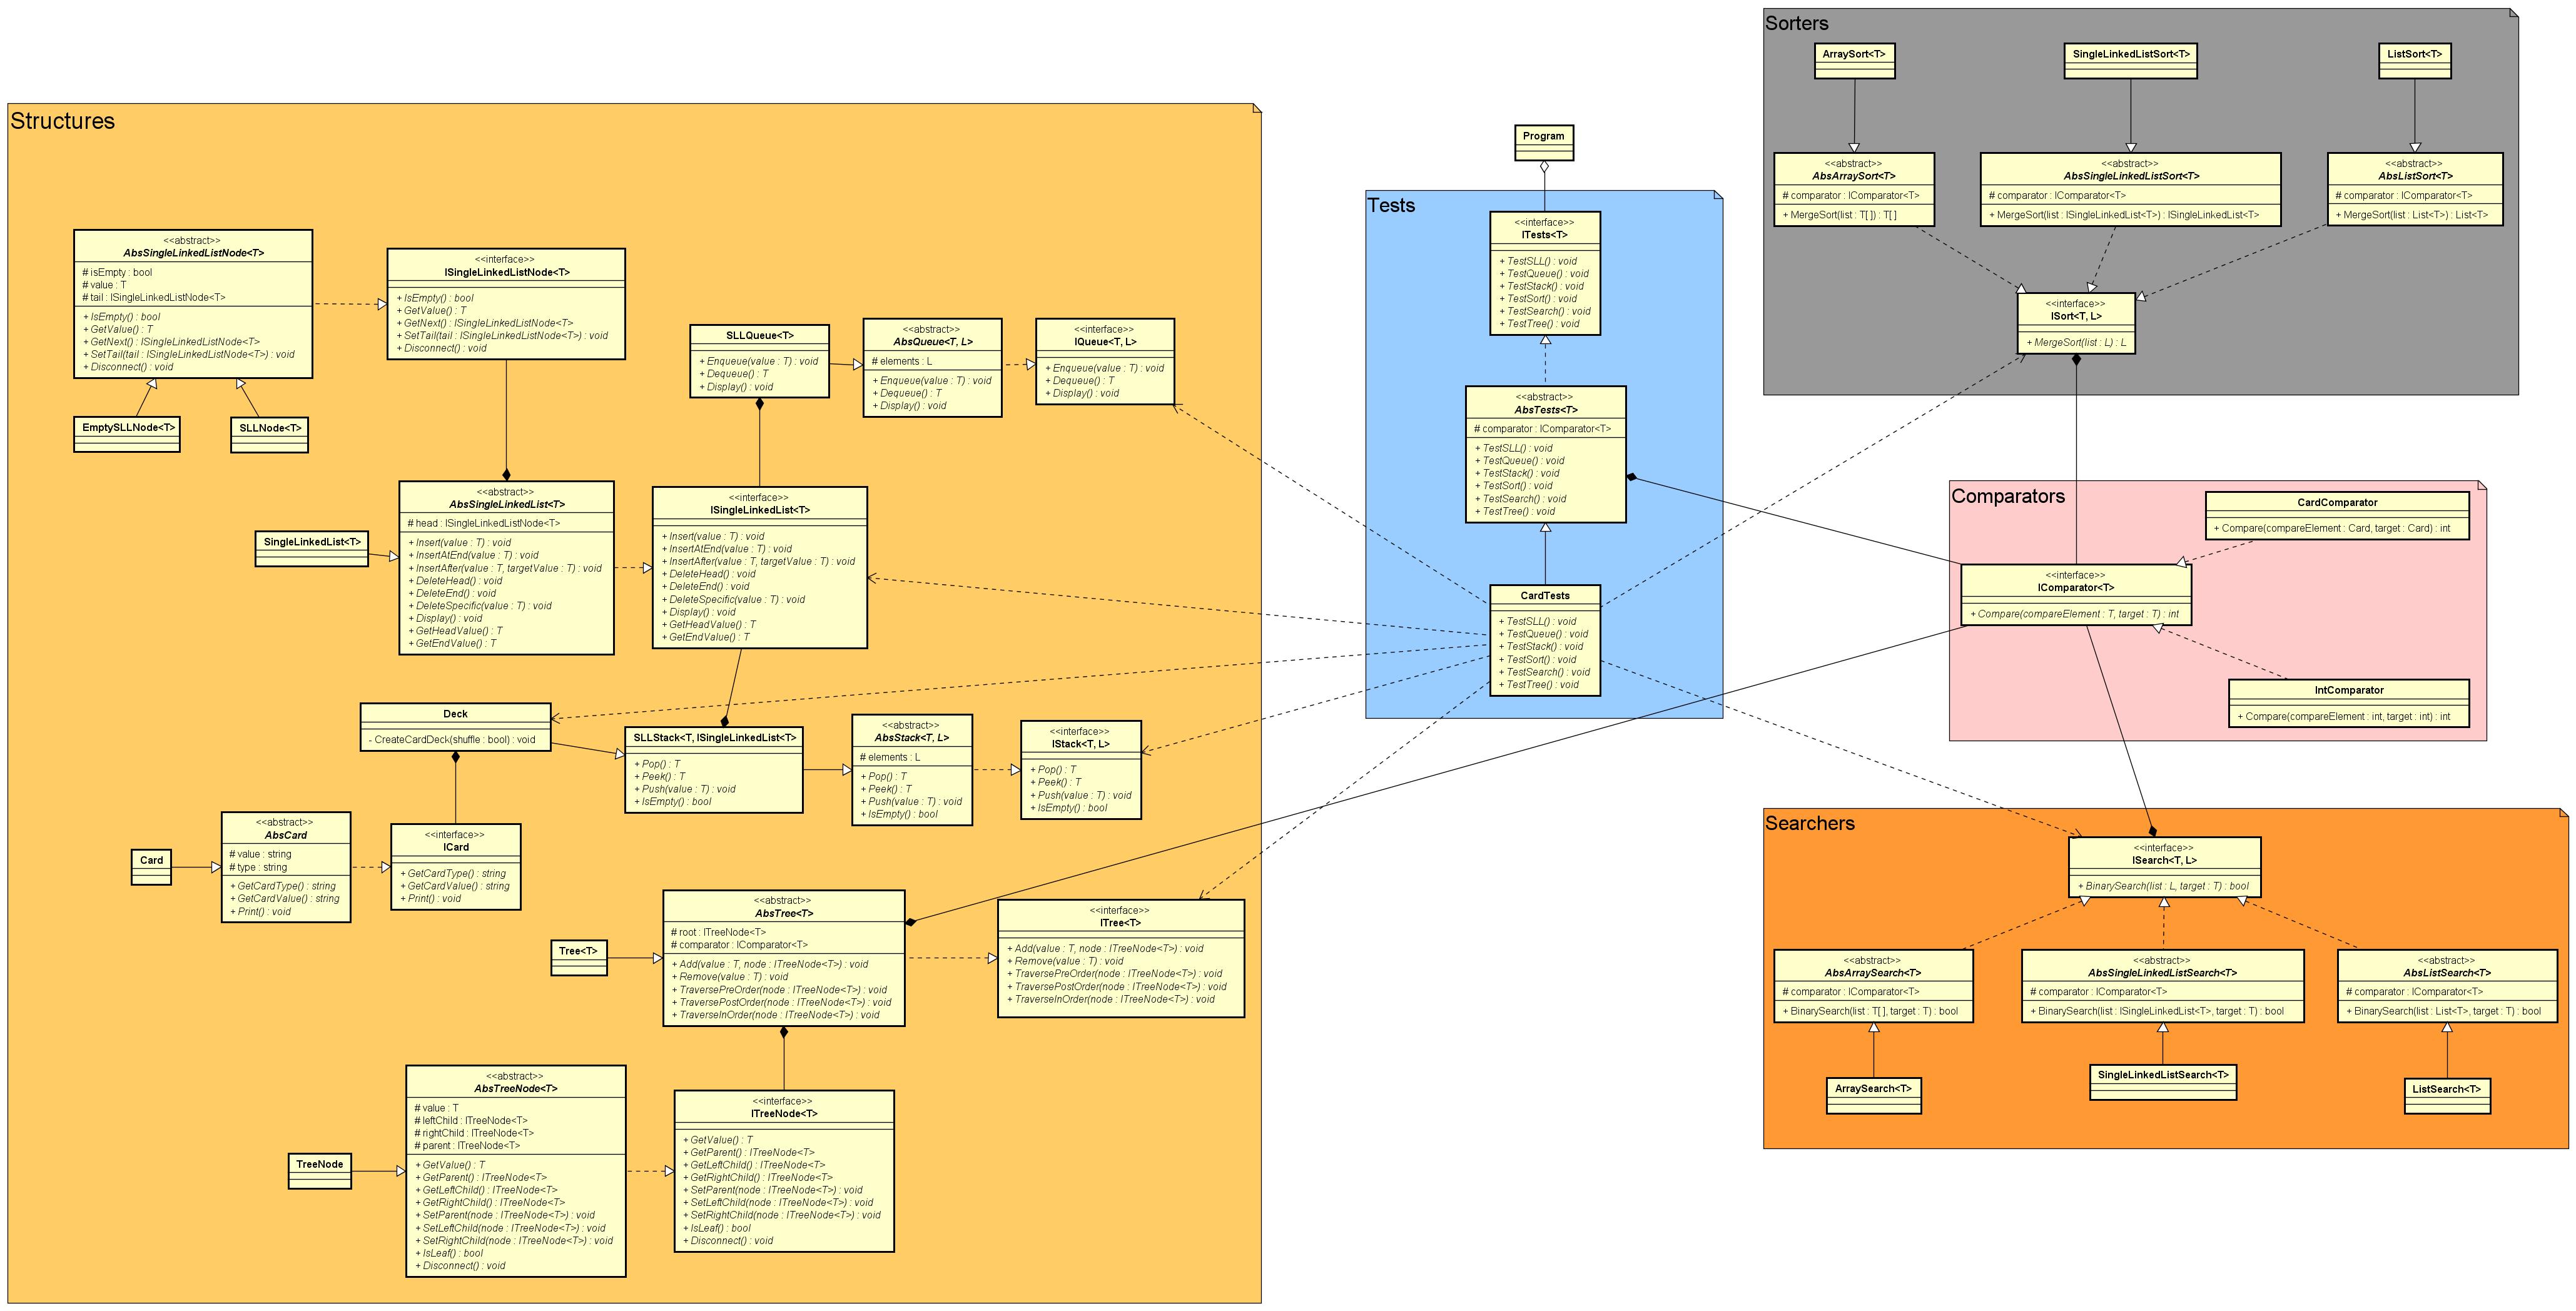 Structures
<<abstract>>
AbsSingleLinkedListNode<T>
# isEmpty : bool
# value : T
# tail : ISingleLinkedListNode<T>
+ IsEmpty() : bool
+ GetValue() : T
+ GetNext() : ISingleLinkedListNode<T>
+ SetTail(tail : ISingleLinkedListNode<T>) : void
+ Disconnect() : void
<<interface>>
ISingleLinkedListNode<T>
+ IsEmpty() : bool
+ GetValue() : T
+ GetNext() : ISingleLinkedListNode<T>
+ SetTail(tail : ISingleLinkedListNode<T>) : void
+ Disconnect() : void
EmptySLLNode<T>
SLLNode<T>
SLLQueue<T>
+ Enqueue(value : T) : void
+ Dequeue() : T
+ Display() : void
<<abstract>>
AbsQueue<T, L>
# elements : L
+ Enqueue(value : T) : void
+ Dequeue() : T
+ Display() : void
<<interface>>
IQueue<T, L>
+ Enqueue(value : T) : void
+ Dequeue() : T
+ Display() : void
SingleLinkedList<T>
<<abstract>>
AbsSingleLinkedList<T>
# head : ISingleLinkedListNode<T>
+ Insert(value : T) : void
+ InsertAtEnd(value : T) : void
+ InsertAfter(value : T, targetValue : T) : void
+ DeleteHead() : void
+ DeleteEnd() : void
+ DeleteSpecific(value : T) : void
+ Display() : void
+ GetHeadValue() : T
+ GetEndValue() : T
<<interface>>
ISingleLinkedList<T>
+ Insert(value : T) : void
+ InsertAtEnd(value : T) : void
+ InsertAfter(value : T, targetValue : T) : void
+ DeleteHead() : void
+ DeleteEnd() : void
+ DeleteSpecific(value : T) : void
+ Display() : void
+ GetHeadValue() : T
+ GetEndValue() : T
Deck
- CreateCardDeck(shuffle : bool) : void
SLLStack<T, ISingleLinkedList<T>
+ Pop() : T
+ Peek() : T
+ Push(value : T) : void
+ IsEmpty() : bool
<<abstract>>
AbsStack<T, L>
# elements : L
+ Pop() : T
+ Peek() : T
+ Push(value : T) : void
+ IsEmpty() : bool
<<interface>>
IStack<T, L>
+ Pop() : T
+ Peek() : T
+ Push(value : T) : void
+ IsEmpty() : bool
Card
<<abstract>>
AbsCard
# value : string
# type : string
+ GetCardType() : string
+ GetCardValue() : string
+ Print() : void
<<interface>>
ICard
+ GetCardType() : string
+ GetCardValue() : string
+ Print() : void
Tree<T>
<<abstract>>
AbsTree<T>
# root : ITreeNode<T>
# comparator : IComparator<T>
+ Add(value : T, node : ITreeNode<T>) : void
+ Remove(value : T) : void
+ TraversePreOrder(node : ITreeNode<T>) : void
+ TraversePostOrder(node : ITreeNode<T>) : void
+ TraverseInOrder(node : ITreeNode<T>) : void
<<interface>>
ITree<T>
+ Add(value : T, node : ITreeNode<T>) : void
+ Remove(value : T) : void
+ TraversePreOrder(node : ITreeNode<T>) : void
+ TraversePostOrder(node : ITreeNode<T>) : void
+ TraverseInOrder(node : ITreeNode<T>) : void
TreeNode
<<abstract>>
AbsTreeNode<T>
# value : T
# leftChild : ITreeNode<T>
# rightChild : ITreeNode<T>
# parent : ITreeNode<T>
+ GetValue() : T
+ GetParent() : ITreeNode<T>
+ GetLeftChild() : ITreeNode<T>
+ GetRightChild() : ITreeNode<T>
+ SetParent(node : ITreeNode<T>) : void
+ SetLeftChild(node : ITreeNode<T>) : void
+ SetRightChild(node : ITreeNode<T>) : void
+ IsLeaf() : bool
+ Disconnect() : void
<<interface>>
ITreeNode<T>
+ GetValue() : T
+ GetParent() : ITreeNode<T>
+ GetLeftChild() : ITreeNode<T>
+ GetRightChild() : ITreeNode<T>
+ SetParent(node : ITreeNode<T>) : void
+ SetLeftChild(node : ITreeNode<T>) : void
+ SetRightChild(node : ITreeNode<T>) : void
+ IsLeaf() : bool
+ Disconnect() : void
Program
Tests
<<interface>>
ITests<T>
+ TestSLL() : void
+ TestQueue() : void
+ TestStack() : void
+ TestSort() : void
+ TestSearch() : void
+ TestTree() : void
<<abstract>>
AbsTests<T>
# comparator : IComparator<T>
+ TestSLL() : void
+ TestQueue() : void
+ TestStack() : void
+ TestSort() : void
+ TestSearch() : void
+ TestTree() : void
CardTests
+ TestSLL() : void
+ TestQueue() : void
+ TestStack() : void
+ TestSort() : void
+ TestSearch() : void
+ TestTree() : void
Sorters
ArraySort<T>
SingleLinkedListSort<T>
ListSort<T>
<<abstract>>
AbsArraySort<T>
# comparator : IComparator<T>
+ MergeSort(list : T[ ]) : T[ ]
<<abstract>>
AbsSingleLinkedListSort<T>
# comparator : IComparator<T>
+ MergeSort(list : ISingleLinkedList<T>) : ISingleLinkedList<T>
<<abstract>>
AbsListSort<T>
# comparator : IComparator<T>
+ MergeSort(list : List<T>) : List<T>
<<interface>>
ISort<T, L>
+ MergeSort(list : L) : L
Comparators
CardComparator
+ Compare(compareElement : Card, target : Card) : int
<<interface>>
IComparator<T>
+ Compare(compareElement : T, target : T) : int
IntComparator
+ Compare(compareElement : int, target : int) : int
Searchers
<<interface>>
ISearch<T, L>
+ BinarySearch(list : L, target : T) : bool
<<abstract>>
AbsArraySearch<T>
# comparator : IComparator<T>
+ BinarySearch(list : T[ ], target : T) : bool
<<abstract>>
AbsSingleLinkedListSearch<T>
# comparator : IComparator<T>
+ BinarySearch(list : ISingleLinkedList<T>, target : T) : bool
<<abstract>>
AbsListSearch<T>
# comparator : IComparator<T>
+ BinarySearch(list : List<T>, target : T) : bool
ArraySearch<T>
SingleLinkedListSearch<T>
ListSearch<T>